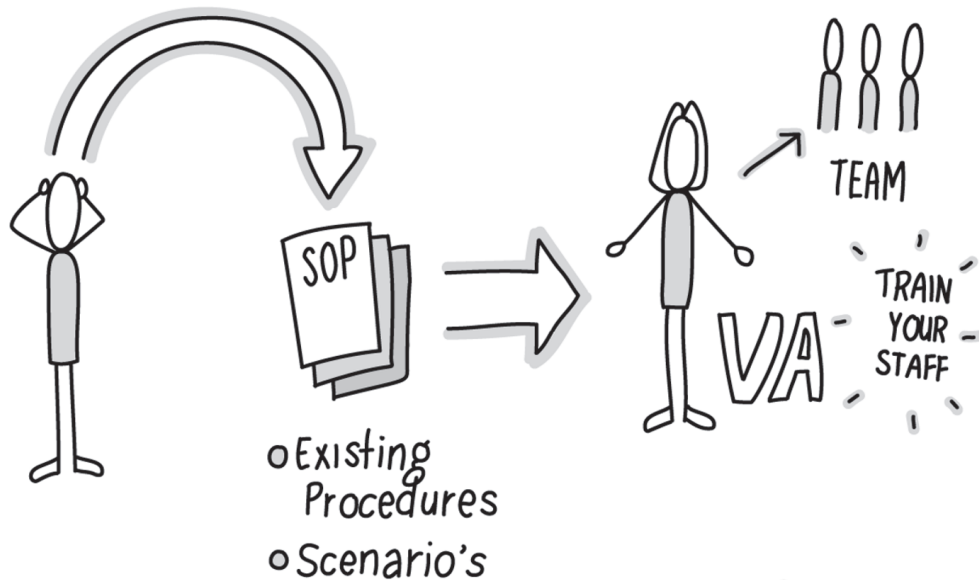 SOP
Existing
Procedures
Scenario's
VA
TEAM
TRAIN
YOUR
STAFF